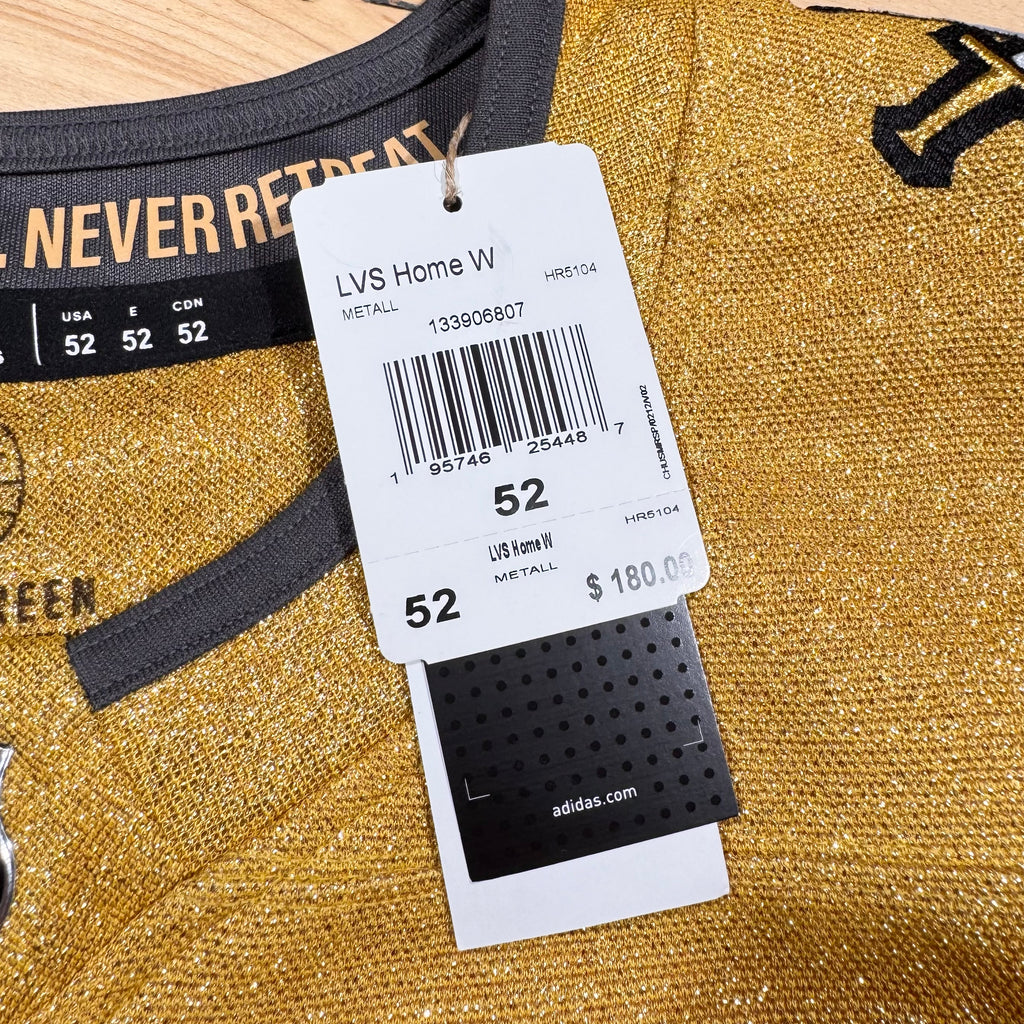 NEVER RETREAT
USA E CDN
52 52 52
LVS Home W
METALL HR5104
133906807
1 95746 25448 7
52
HR5104
LVS Home W
METALL
52 $ 180.00
REEN
adidas.com